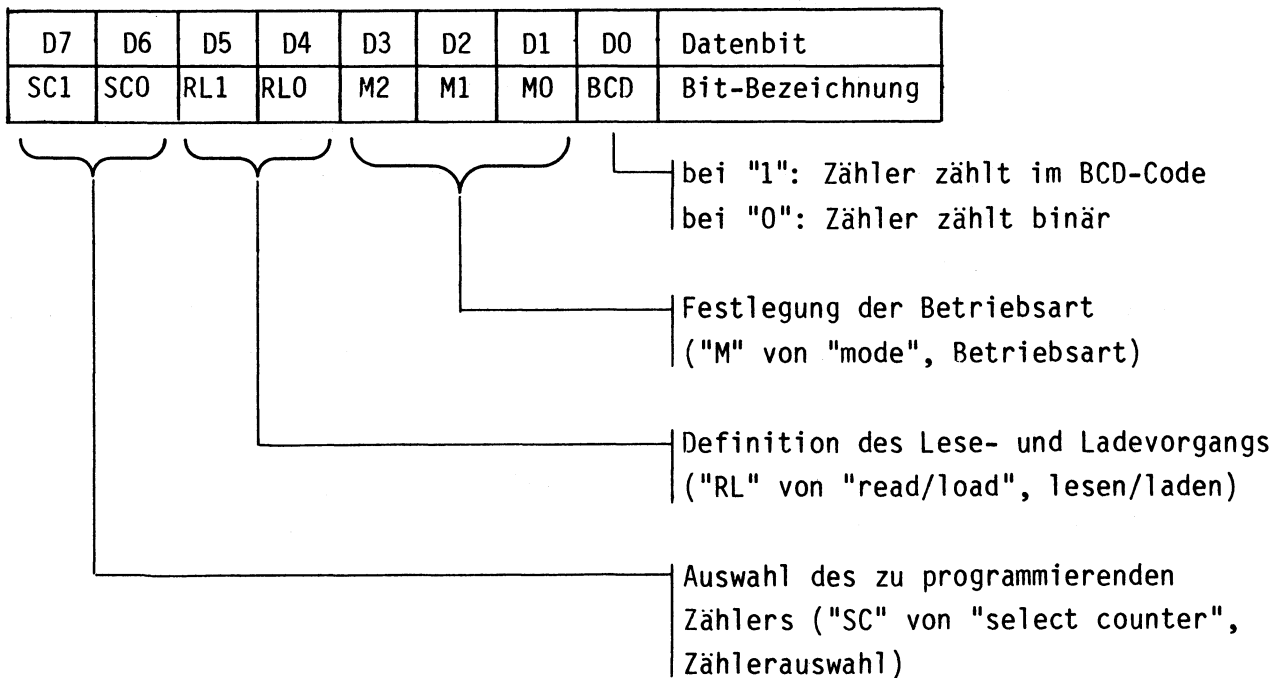 D7 D6 D5 D4 D3 D2 D1 D0 Datenbit
SC1 SC0 RL1 RL0 M2 M1 M0 BCD Bit-Bezeichnung
bei "1": Zähler zählt im BCD-Code
bei "0": Zähler zählt binär
Festlegung der Betriebsart
("M" von "mode", Betriebsart)
Definition des Lese- und Ladevorgangs
("RL" von "read/load", lesen/laden)
Auswahl des zu programmierenden
Zählers ("SC" von "select counter",
Zählerauswahl)